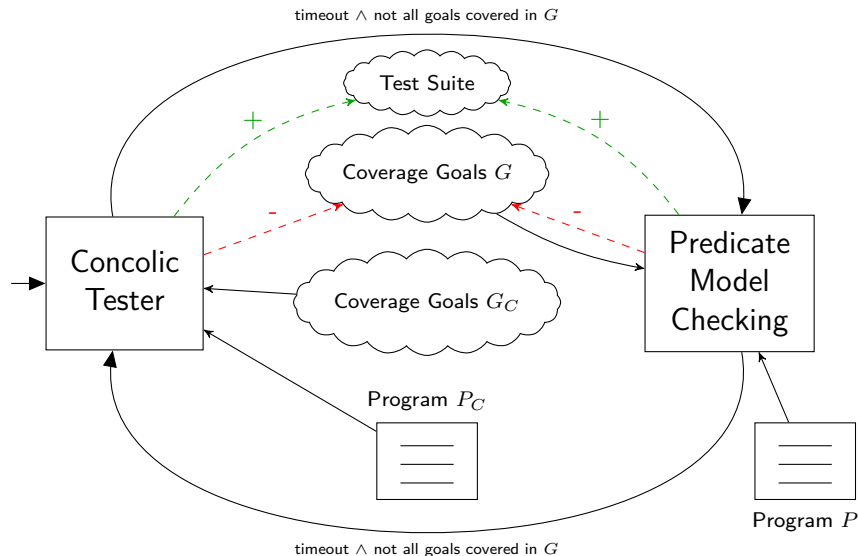 timeout ∧ not all goals covered in G
Test Suite
+
+
Coverage Goals G
-
-
Concolic
Tester
Predicate
Model
Checking
Coverage Goals G_C
Program P_C
Program P
timeout ∧ not all goals covered in G